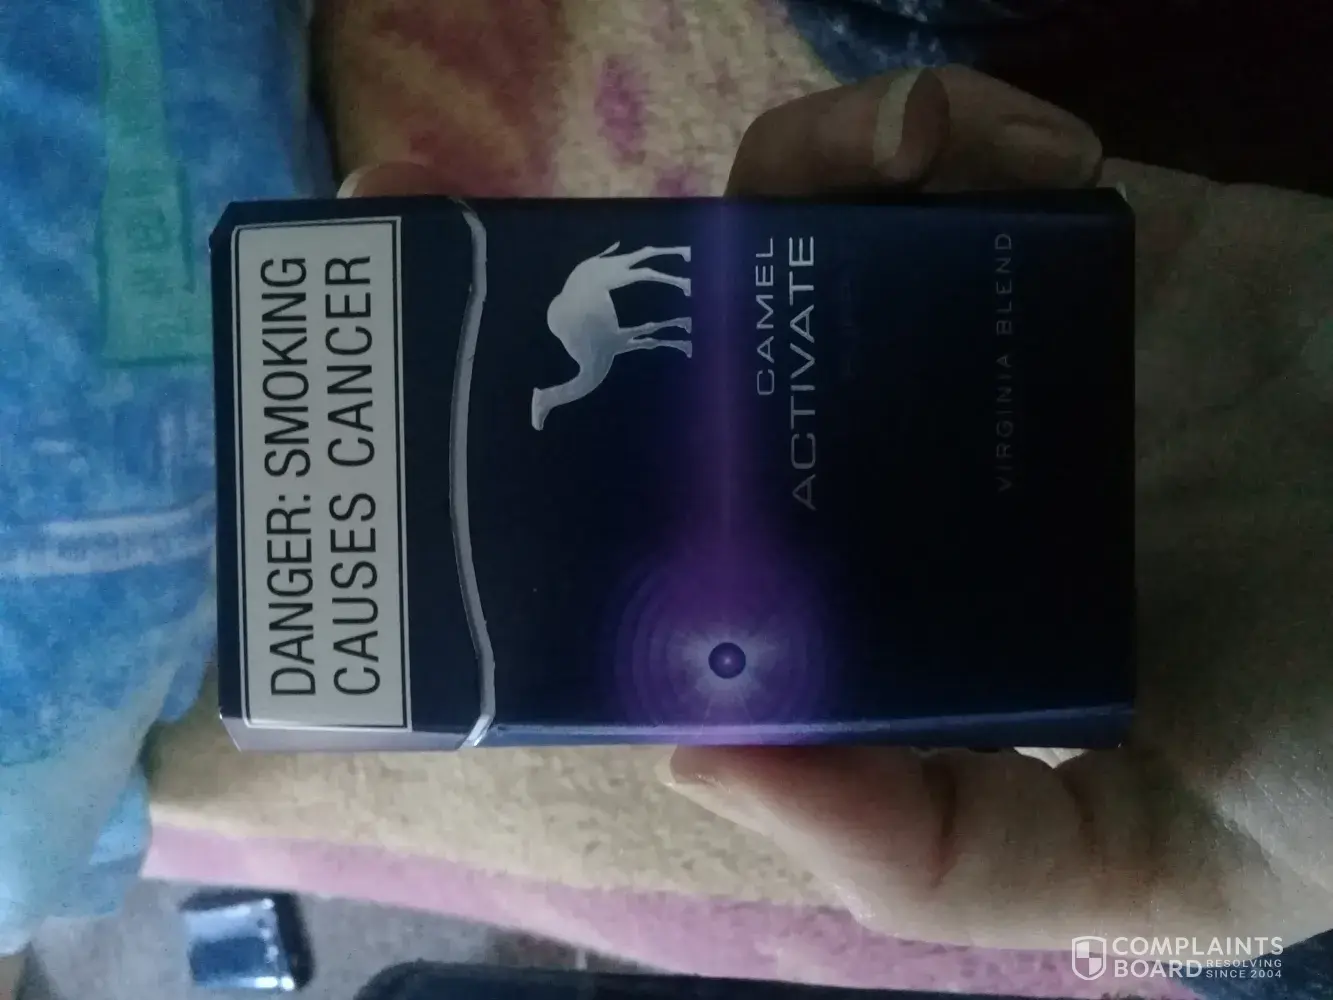 DANGER: SMOKING
CAUSES CANCER
CAMEL
ACTIVATE
VIRGINIA BLEND
COMPLAINTS
BOARD RESOLVING
SINCE 2004